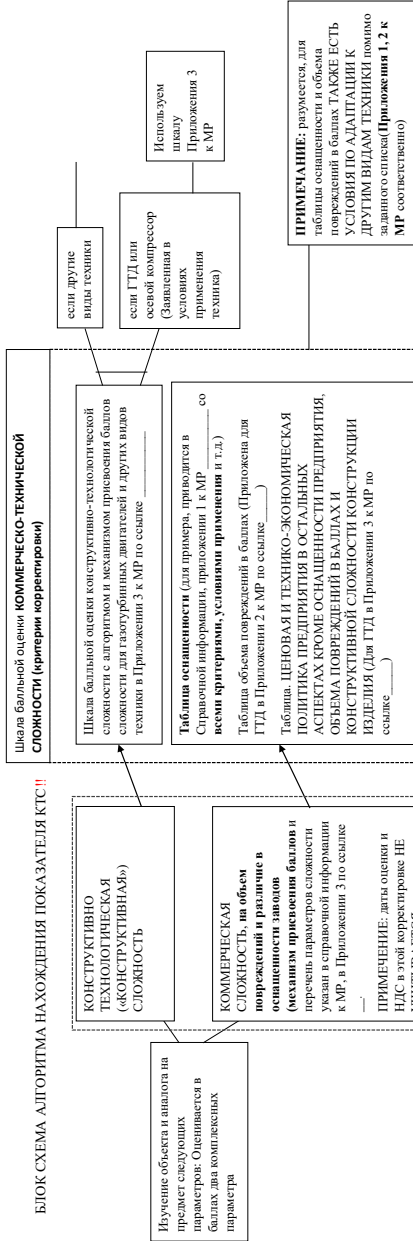 БЛОК СХЕМА АЛГОРИТМА НАХОЖДЕНИЯ ПОКАЗАТЕЛЯ КТС!!
Изучение объекта и аналога на
предмет следующих
параметров: Оценивается в
баллах два комплексных
параметра
КОНСТРУКТИВНО
ТЕХНОЛОГИЧЕСКАЯ
(«КОНСТРУКТИВНАЯ»)
СЛОЖНОСТЬ
КОММЕРЧЕСКАЯ
СЛОЖНОСТЬ, на объем
повреждений и различие в
оснащенности заводов
(механизм присвоения баллов и
перечень параметров сложности
указан в справочной информации
к МР, в Приложении 3 по ссылке
___.
ПРИМЕЧЕНИЕ: даты оценки и
НДС в этой корректировке НЕ
Шкала балльной оценки КОММЕРЧЕСКО-ТЕХНИЧЕСКОЙ
СЛОЖНОСТИ (критерии корректировки)
Шкала балльной оценки конструктивно-технологической
сложности с алгоритмом и механизмом присвоения баллов
сложности для газотурбинных двигателей и других видов
техники в Приложении 3 к МР по ссылке ________
Таблица оснащенности (для примера, приводится в
Справочной информации, приложении 1 к МР________ со
всеми критериями, условиями применения и т.д.)
Таблица объема повреждений в баллах (Приложена для
ГТД в Приложении 2 к МР по ссылке_____)
Таблица. ЦЕНОВАЯ И ТЕХНИКО-ЭКОНОМИЧЕСКАЯ
ПОЛИТИКА ПРЕДПРИЯТИЯ В ОСТАЛЬНЫХ
АСПЕКТАХ КРОМЕ ОСНАЩЕННОСТИ ПРЕДПРИЯТИЯ,
ОБЪЕМА ПОВРЕЖДЕНИЙ В БАЛЛАХ И
КОНСТРУКТИВНОЙ СЛОЖНОСТИ КОНСТРУКЦИИ
ИЗДЕЛИЯ (Для ГТД в Приложении 3 к МР по
ссылке_____)
если другие
виды техники
если ГТД или
осевой компрессор
(Заявленная в
условиях
применения
техника)
Используем
шкалу
Приложения 3
к МР
ПРИМЕЧАНИЕ: разумеется, для
таблицы оснащенности и объема
повреждений в баллах ТАКЖЕ ЕСТЬ
УСЛОВИЯ ПО АДАПТАЦИИ К
ДРУГИМ ВИДАМ ТЕХНИКИ помимо
заданного списка(Приложения 1, 2 к
МР соответственно)